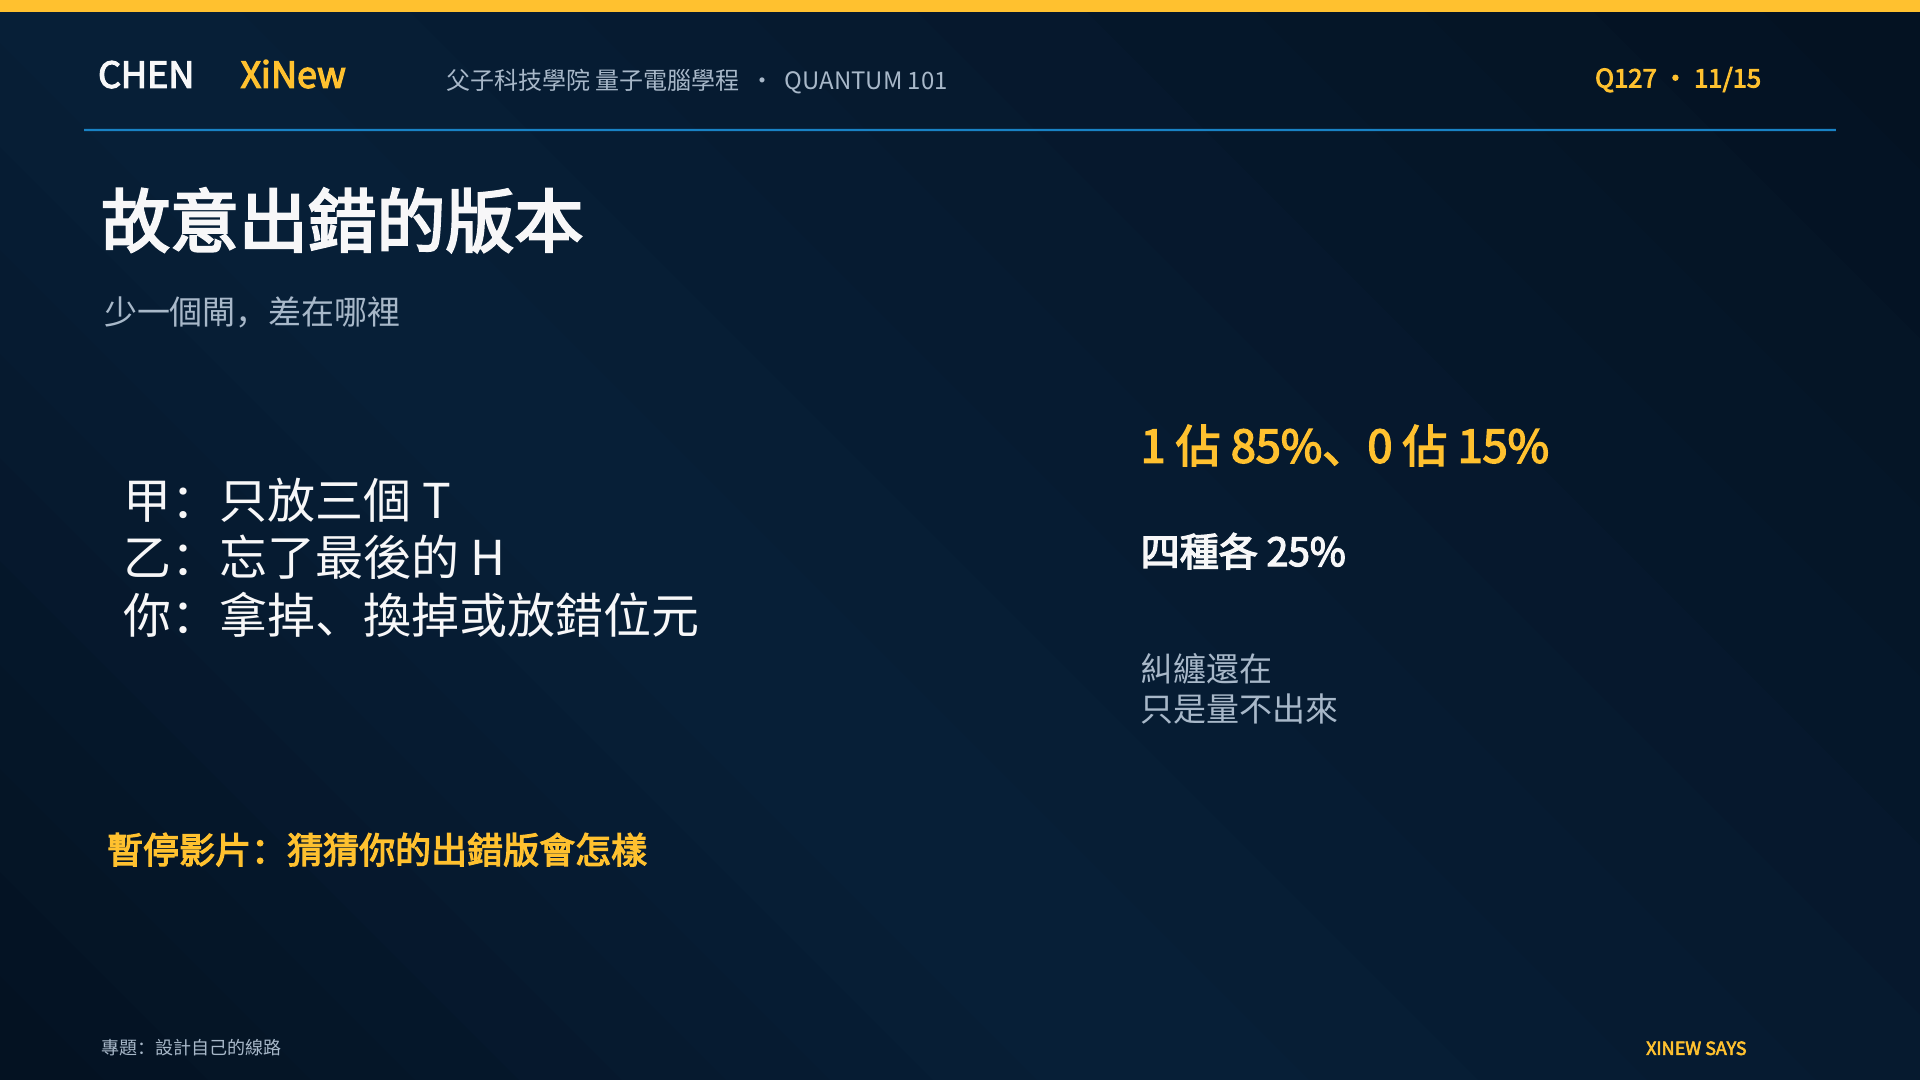 CHEN XiNew 父子科技學院 量子電腦學程 • QUANTUM 101 Q127 • 11/15
故意出錯的版本
少一個閘，差在哪裡
甲：只放三個 T
乙：忘了最後的 H
你：拿掉、換掉或放錯位元
1 佔 85%、0 佔 15%
四種各 25%
糾纏還在
只是量不出來
暫停影片：猜猜你的出錯版會怎樣
專題：設計自己的線路 XINEW SAYS